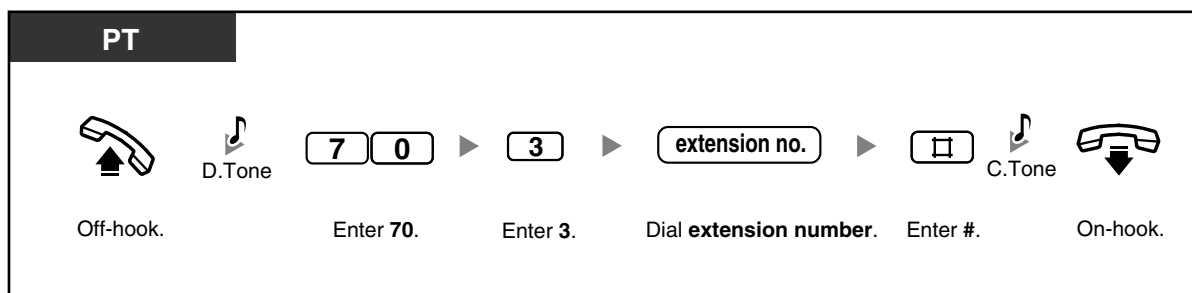 PT
D.Tone
7 0
3
extension no.
#
C.Tone
Off-hook.
Enter 70.
Enter 3.
Dial extension number.
Enter #.
On-hook.